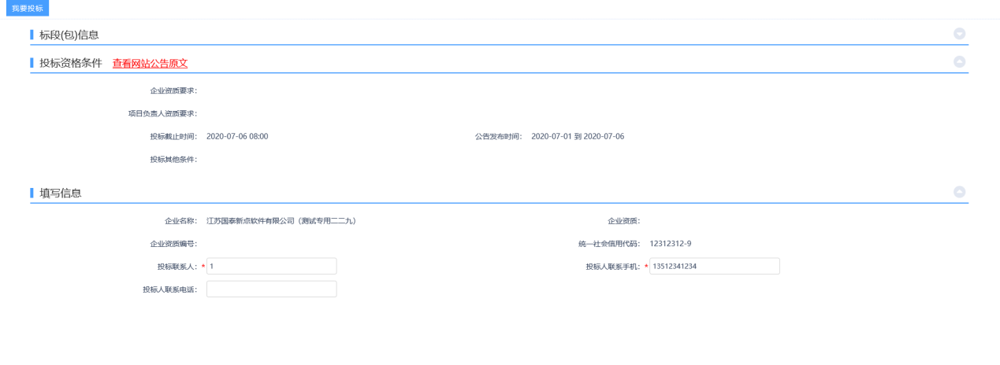 我要投标
标段(包)信息
投标资格条件 查看网站公告原文
企业资质要求：
项目负责人资质要求：
投标截止时间： 2020-07-06 08:00 公告发布时间： 2020-07-01 到 2020-07-06
投标其他条件：
填写信息
企业名称： 江苏国泰新点软件有限公司（测试专用二二九） 企业资质：
企业资质编号： 统一社会信用代码： 12312312-9
投标联系人： * 1 投标人联系手机： * 13512341234
投标人联系电话：